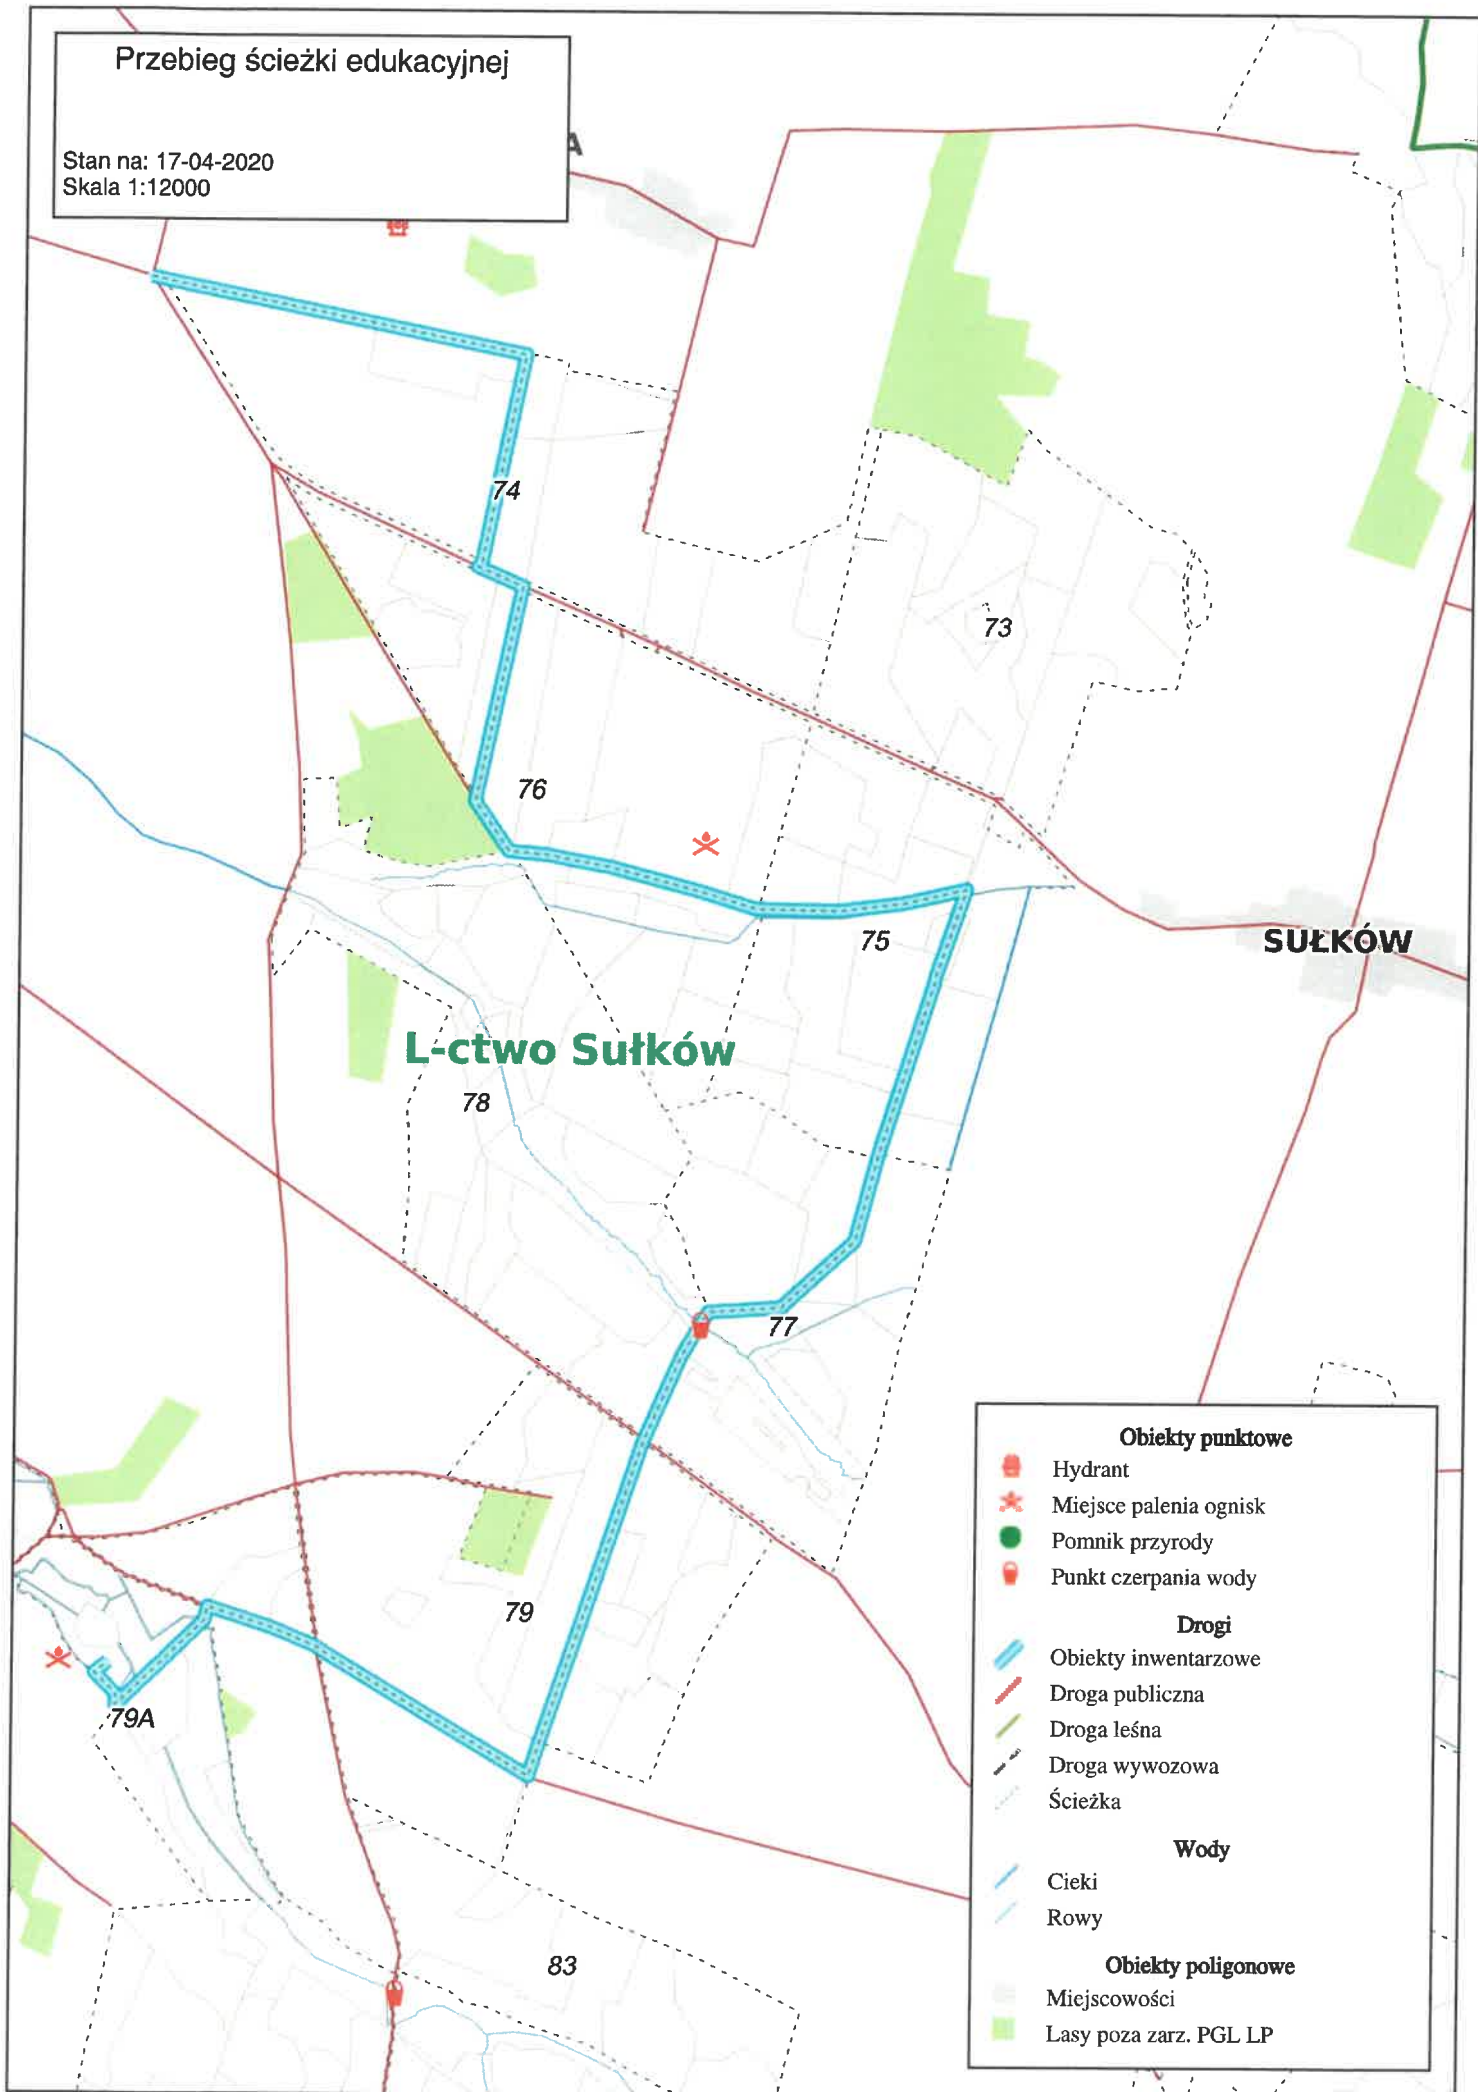 Przebieg ścieżki edukacyjnej
Stan na: 17-04-2020
Skala 1:12000
A
74
73
76
75
SUŁKÓW
L-ctwo Sułków
78
77
79
79A
83
Obiekty punktowe
Hydrant
Miejsce palenia ognisk
Pomnik przyrody
Punkt czerpania wody
Drogi
Obiekty inwentarzowe
Droga publiczna
Droga leśna
Droga wywozowa
Ścieżka
Wody
Cieki
Rowy
Obiekty poligonowe
Miejscowości
Lasy poza zarz. PGL LP